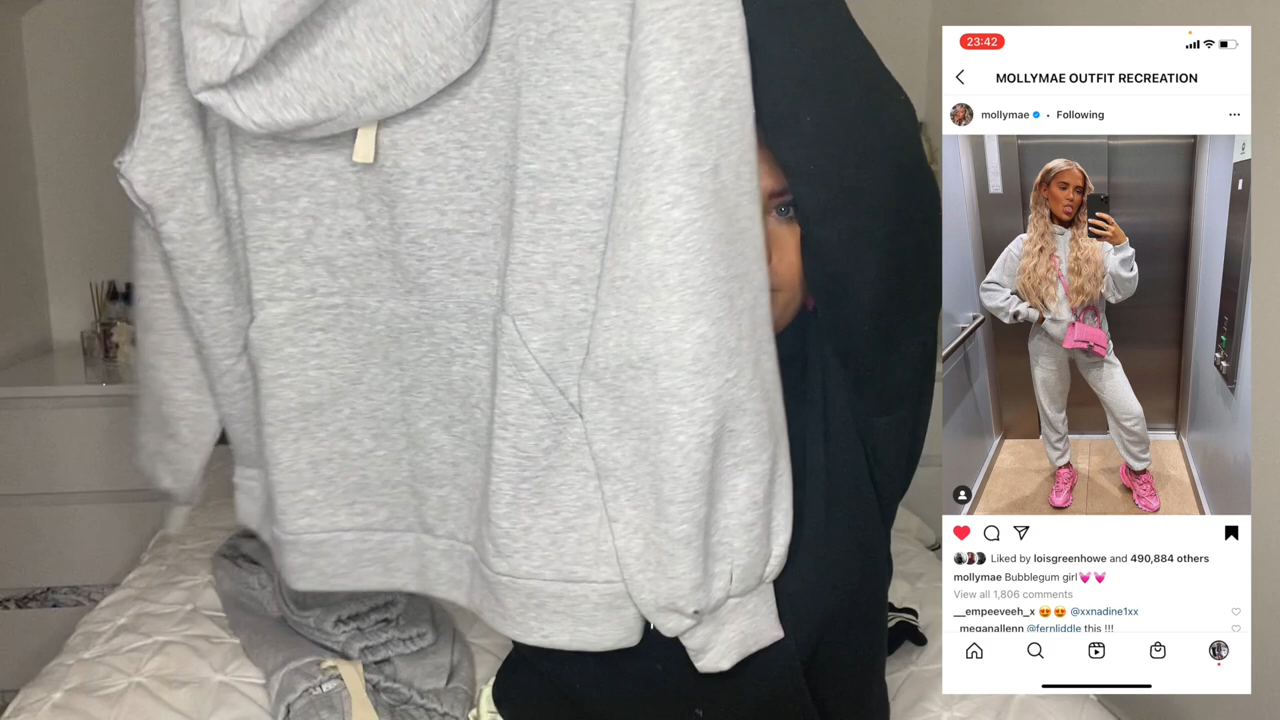 23:42
MOLLYMAE OUTFIT RECREATION
mollymae • Following
Liked by loisgreenhowe and 490,884 others
mollymae Bubblegum girl💓💓
View all 1,806 comments
__empeeveeh_x 😍😍 @xxnadine1xx
meganallenn @fernliddle this !!!